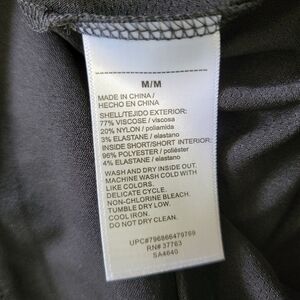 M/M
MADE IN CHINA /
HECHO EN CHINA
SHELL/TEJIDO EXTERIOR:
77% VISCOSE / viscosa
20% NYLON / poliamida
3% ELASTANE / elastano
INSIDE SHORT/SHORT INTERIOR
96% POLYESTER / poliéster
4% ELASTANE / elastano
WASH AND DRY INSIDE OUT.
MACHINE WASH COLD WITH
LIKE COLORS.
DELICATE CYCLE.
NON-CHLORINE BLEACH.
TUMBLE DRY LOW.
COOL IRON.
DO NOT DRY CLEAN.
UPC#796866479769
RN# 37763
SA4640